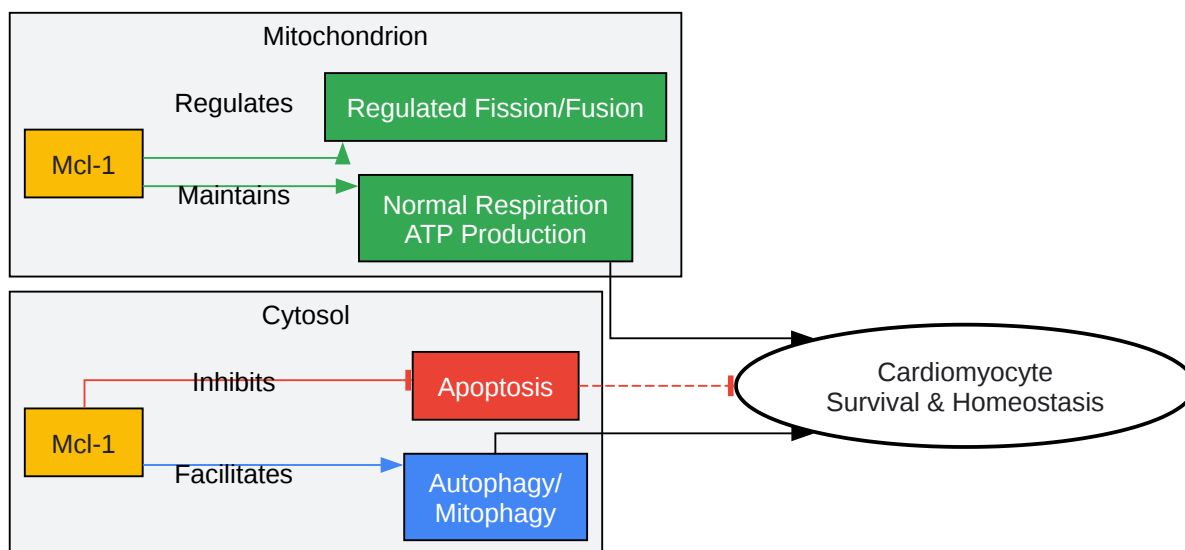 Mitochondrion
Regulates
Regulated Fission/Fusion
Mcl-1
Maintains
Normal Respiration
ATP Production
Cytosol
Inhibits
Apoptosis
Mcl-1
Facilitates
Autophagy/
Mitophagy
Cardiomyocyte
Survival & Homeostasis